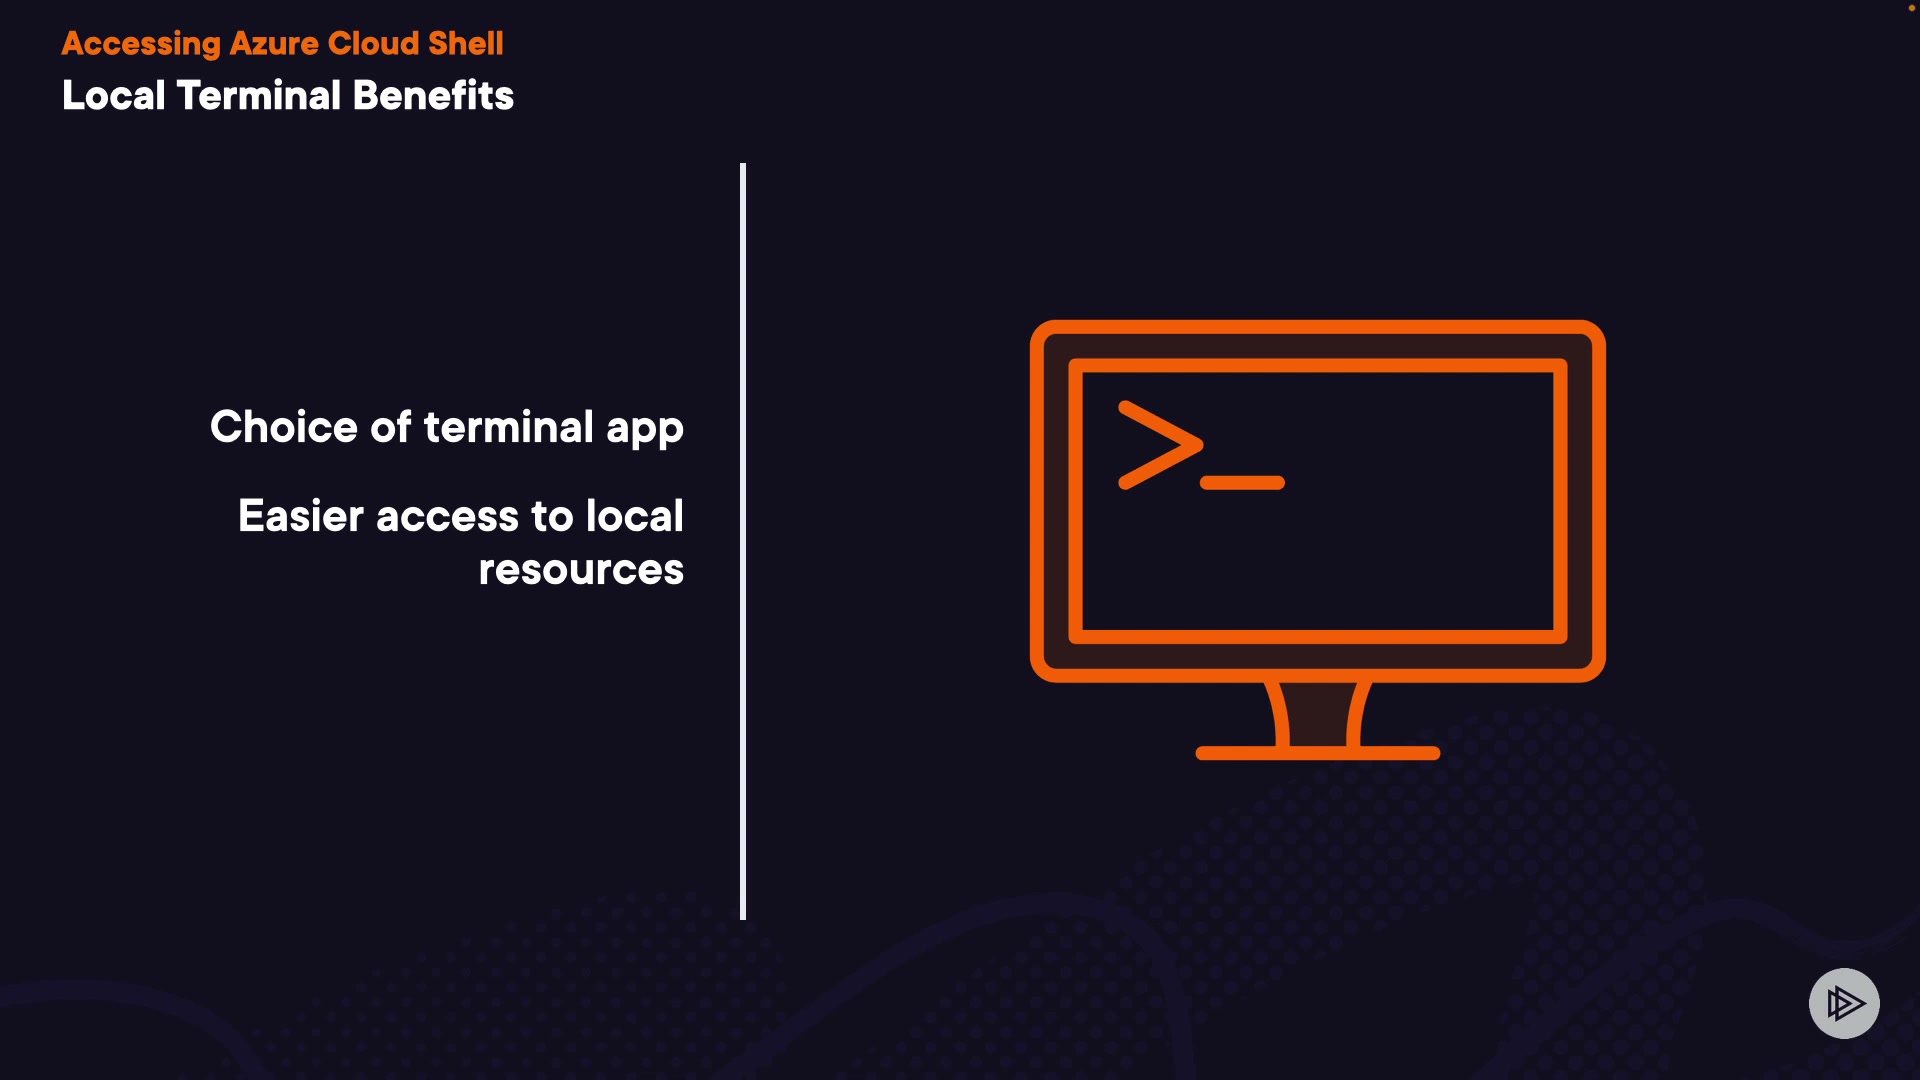 Accessing Azure Cloud Shell
Local Terminal Benefits
Choice of terminal app
Easier access to local
resources
>_